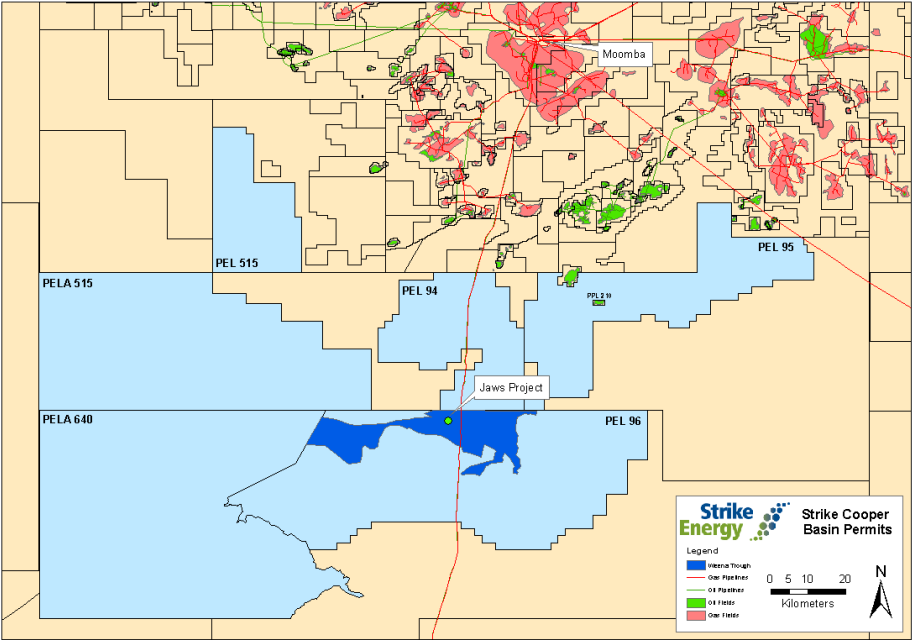 Moomba
PEL 515
PEL 95
PELA 515
PEL 94
PPL 210
Jaws Project
PELA 640
PEL 96
Strike
Energy
Strike Cooper
Basin Permits
Legend
Weena Trough
Gas Pipelines
Oil Pipelines
Oil Fields
Gas Fields
0 5 10 20
Kilometers
N